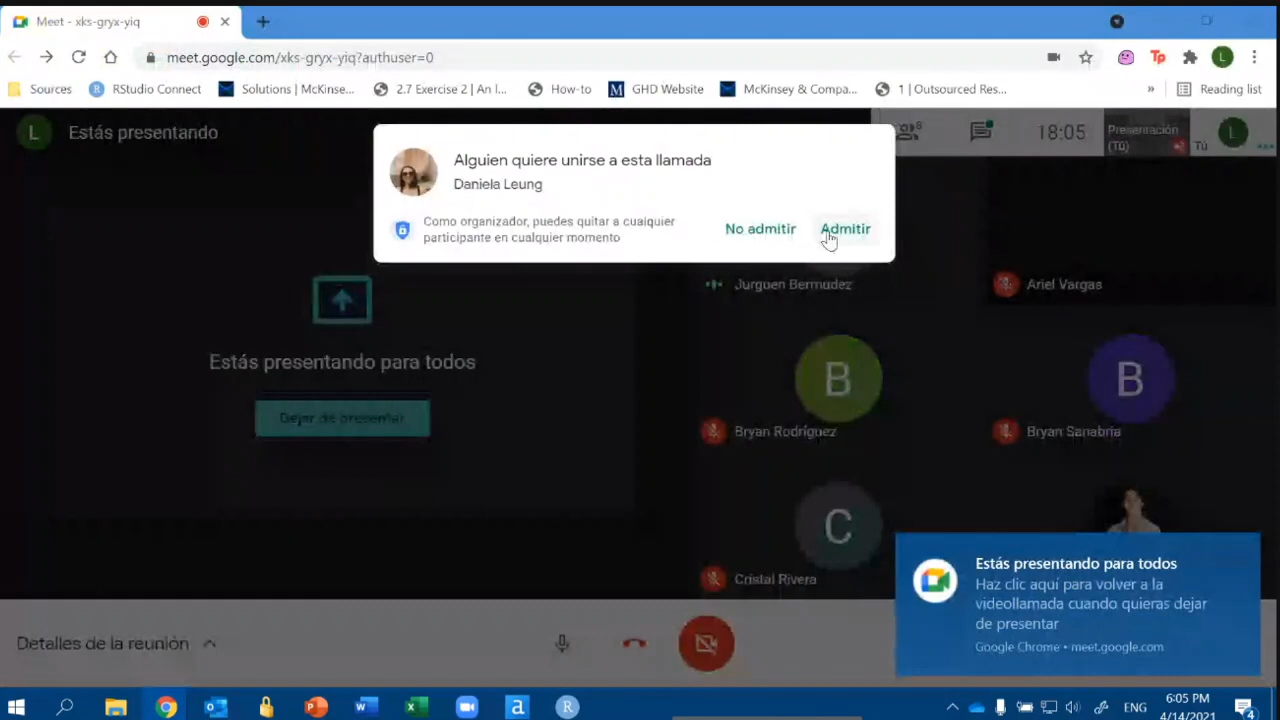 Meet - xks-gryx-yiq
meet.google.com/xks-gryx-yiq?authuser=0
L
Sources
RStudio Connect
Solutions | McKinse...
2.7 Exercise 2 | An I...
How-to
M
GHD Website
McKinsey & Compa...
1 | Outsourced Res...
»
Reading list
L
Estás presentando
Alguien quiere unirse a esta llamada
Daniela Leung
Como organizador, puedes quitar a cualquier
participante en cualquier momento
No admitir
Admitir
8
18:05
Presentación
(Tú)
Tú
L
Jurguen Bermudez
Ariel Vargas
Estás presentando para todos
Dejar de presentar
B
Bryan Rodríguez
B
Bryan Sanabria
C
Cristal Rivera
Estás presentando para todos
Haz clic aquí para volver a la
videollamada cuando quieras dejar
de presentar
Google Chrome • meet.google.com
Detalles de la reunión
a
R
ENG
6:05 PM
4/14/2021
4